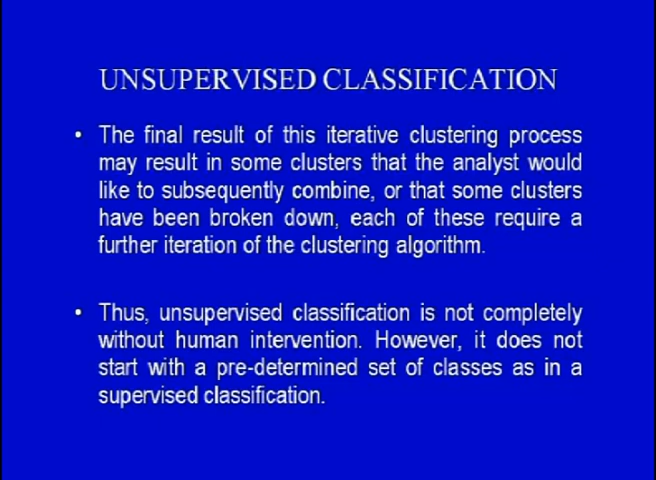 UNSUPERVISED CLASSIFICATION
• The final result of this iterative clustering process
may result in some clusters that the analyst would
like to subsequently combine, or that some clusters
have been broken down, each of these require a
further iteration of the clustering algorithm.
• Thus, unsupervised classification is not completely
without human intervention. However, it does not
start with a pre-determined set of classes as in a
supervised classification.